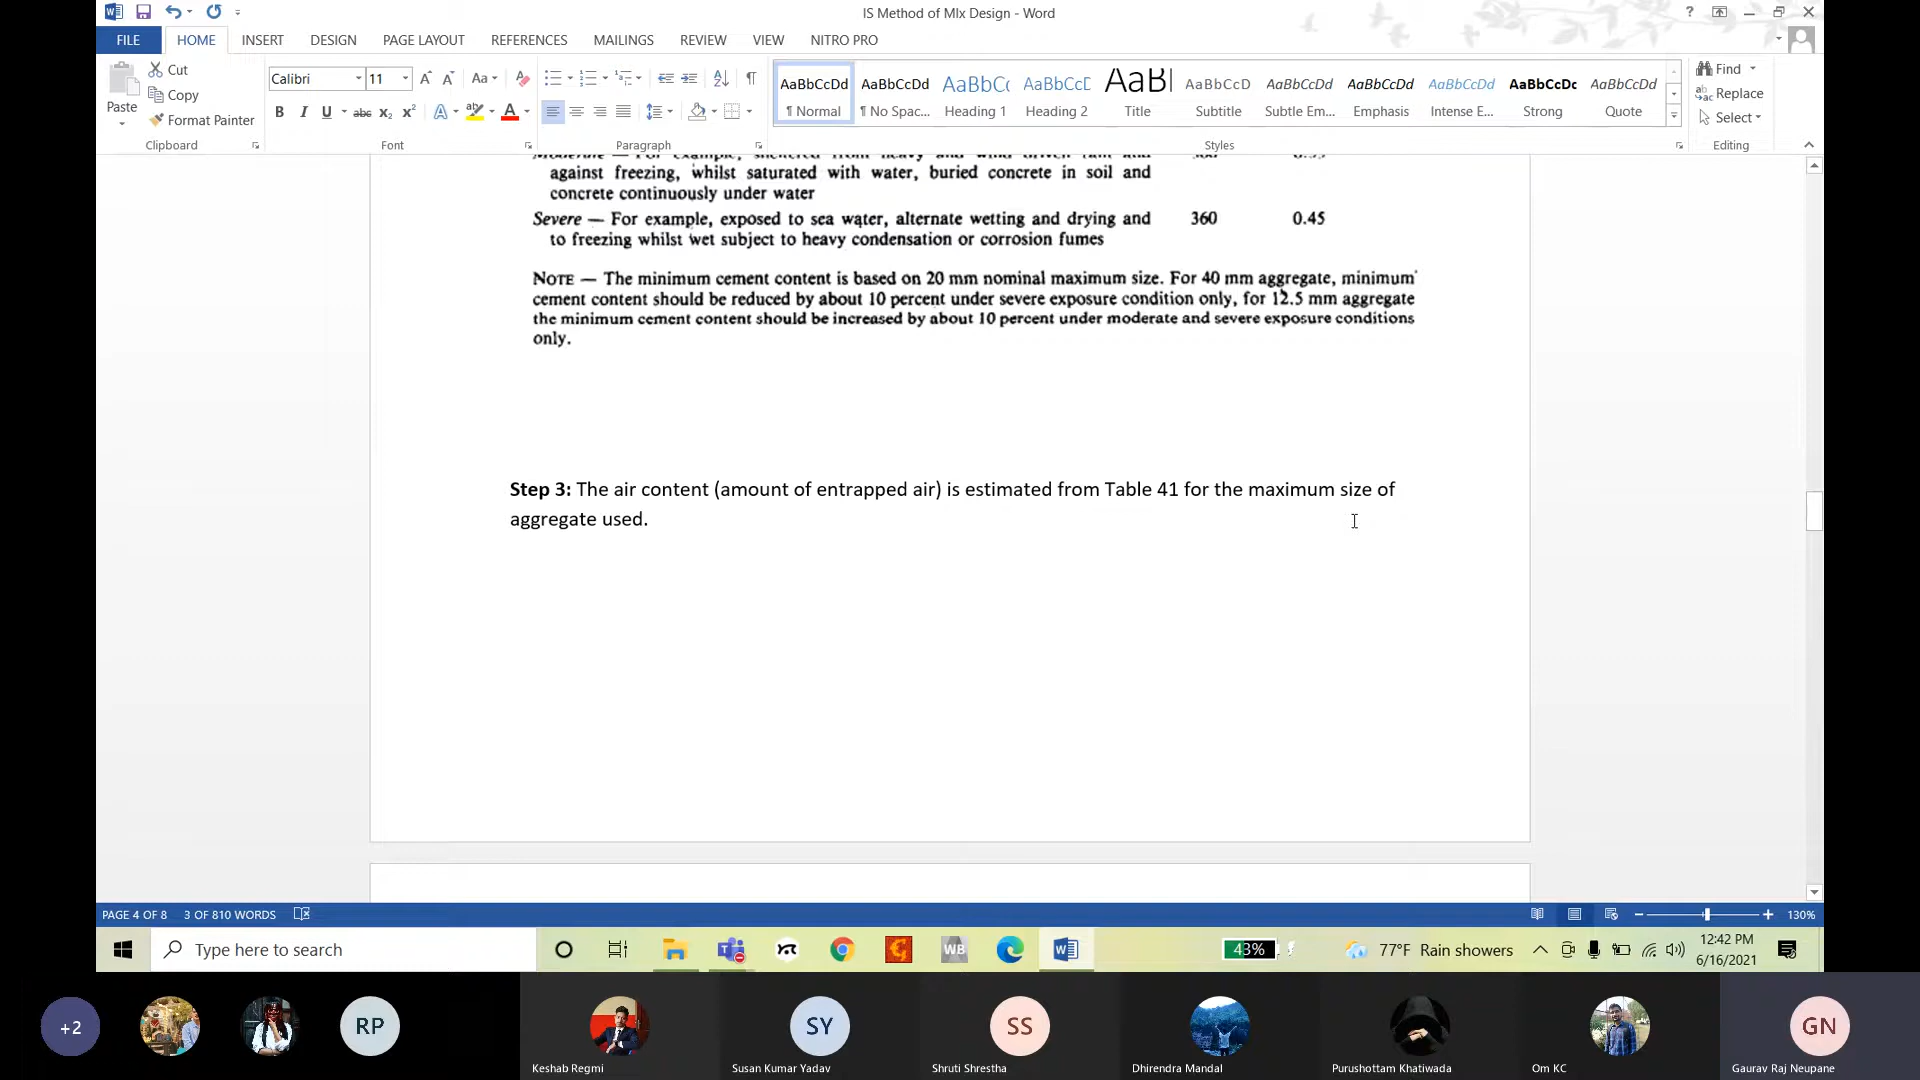 IS Method of MIx Design - Word
FILE
HOME
INSERT
DESIGN
PAGE LAYOUT
REFERENCES
MAILINGS
REVIEW
VIEW
NITRO PRO
Paste
Cut
Copy
Format Painter
Clipboard
Calibri
11
Font
Paragraph
AaBbCcDd
¶ Normal
AaBbCcDd
¶ No Spac...
AaBbCc
Heading 1
AaBbCcD
Heading 2
AaB
Title
AaBbCcD
Subtitle
AaBbCcDd
Subtle Em...
AaBbCcDd
Emphasis
AaBbCcDd
Intense E...
AaBbCcDc
Strong
AaBbCcDd
Quote
Styles
Find
Replace
Select
Editing
against freezing, whilst saturated with water, buried concrete in soil and
concrete continuously under water
Severe — For example, exposed to sea water, alternate wetting and drying and 360 0.45
to freezing whilst wet subject to heavy condensation or corrosion fumes
NOTE — The minimum cement content is based on 20 mm nominal maximum size. For 40 mm aggregate, minimum
cement content should be reduced by about 10 percent under severe exposure condition only, for 12.5 mm aggregate
the minimum cement content should be increased by about 10 percent under moderate and severe exposure conditions
only.
Step 3: The air content (amount of entrapped air) is estimated from Table 41 for the maximum size of
aggregate used.
PAGE 4 OF 8 3 OF 810 WORDS
130%
Type here to search
WB
43%
77°F Rain showers
12:42 PM
6/16/2021
+2
RP
Keshab Regmi
SY
Susan Kumar Yadav
SS
Shruti Shrestha
Dhirendra Mandal
Purushottam Khatiwada
Om KC
GN
Gaurav Raj Neupane